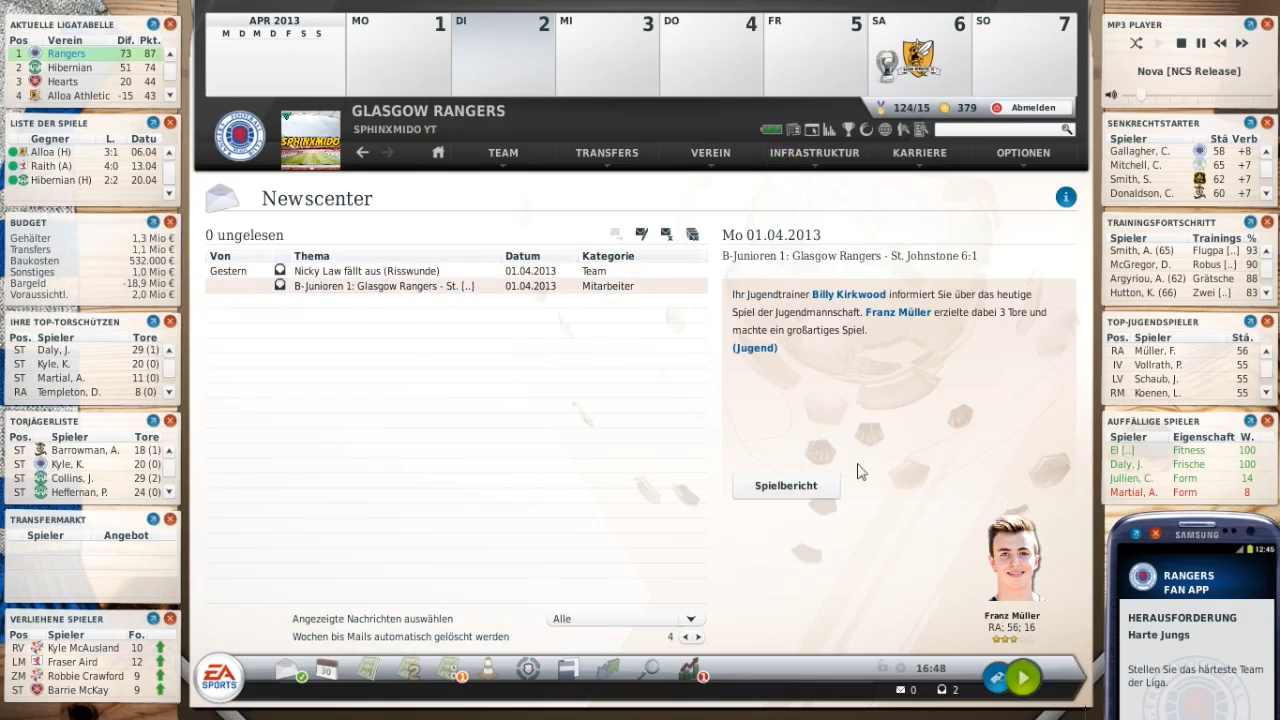 AKTUELLE LIGATABELLE
Pos Verein Dif. Pkt.
1 Rangers 73 87
2 Hibernian 51 74
3 Hearts 20 44
4 Alloa Athletic -15 43
LISTE DER SPIELE
Gegner L. Datu
Alloa (H) 3:1 06.04
Raith (A) 4:0 13.04
Hibernian (H) 2:2 20.04
BUDGET
Gehälter 1,3 Mio €
Transfers 1,1 Mio €
Baukosten 532.000 €
Sonstiges 1,0 Mio €
Bargeld -18,9 Mio €
Voraussichtl. 2,0 Mio €
IHRE TOP-TORSCHÜTZEN
Pos. Spieler Tore
ST Daly, J. 29 (1)
ST Kyle, K. 20 (0)
ST Martial, A. 11 (0)
RA Templeton, D. 8 (0)
TORJÄGERLISTE
Pos. Spieler Tore
ST Barrowman, A. 18 (1)
ST Kyle, K. 20 (0)
ST Collins, J. 29 (2)
ST Heffernan, P. 24 (0)
TRANSFERMARKT
Spieler Angebot
VERLIEHENE SPIELER
Pos Spieler Fo.
RV Kyle McAusland 10
LM Fraser Aird 12
ZM Robbie Crawford 9
ST Barrie McKay 9
APR 2013
M D M D F S S
MO 1
DI 2
MI 3
DO 4
FR 5
SA 6
SO 7
GLASGOW RANGERS
SPHINXMIDO YT
SPHINXMIDO
124/15 379 Abmelden
TEAM TRANSFERS VEREIN INFRASTRUKTUR KARRIERE OPTIONEN
Newscenter
0 ungelesen
Von Thema Datum Kategorie
Gestern Nicky Law fällt aus (Risswunde) 01.04.2013 Team
B-Junioren 1: Glasgow Rangers - St. [..] 01.04.2013 Mitarbeiter
Mo 01.04.2013
B-Junioren 1: Glasgow Rangers - St. Johnstone 6:1
Ihr Jugendtrainer Billy Kirkwood informiert Sie über das heutige
Spiel der Jugendmannschaft. Franz Müller erzielte dabei 3 Tore und
machte ein großartiges Spiel.
(Jugend)
Spielbericht
Franz Müller
RA; 56; 16
Angezeigte Nachrichten auswählen Alle
Wochen bis Mails automatisch gelöscht werden 4
EA SPORTS
30
1
1
16:48
0 2
MP3 PLAYER
Nova [NCS Release]
SENKRECHTSTARTER
Spieler Stä Verb
Gallagher, C. 58 +8
Mitchell, C. 65 +7
Smith, S. 62 +7
Donaldson, C. 60 +7
TRAININGSFORTSCHRITT
Spieler Trainings %
Smith, A. (65) Flugpa [..] 93
McGregor, D. Robus [..] 90
Argyriou, A. (62) Grätsche 88
Hutton, K. (66) Zwei [..] 83
TOP-JUGENDSPIELER
Pos. Spieler Stä.
RA Müller, F. 56
IV Vollrath, P. 55
LV Schaub, J. 55
RM Koenen, L. 55
AUFFÄLLIGE SPIELER
Spieler Eigenschaft W.
El [..] Fitness 100
Daly, J. Frische 100
Jullien, C. Form 14
Martial, A. Form 8
SAMSUNG
12:46
RANGERS
FAN APP
HERAUSFORDERUNG
Harte Jungs
Stellen Sie das härteste Team
der Liga.